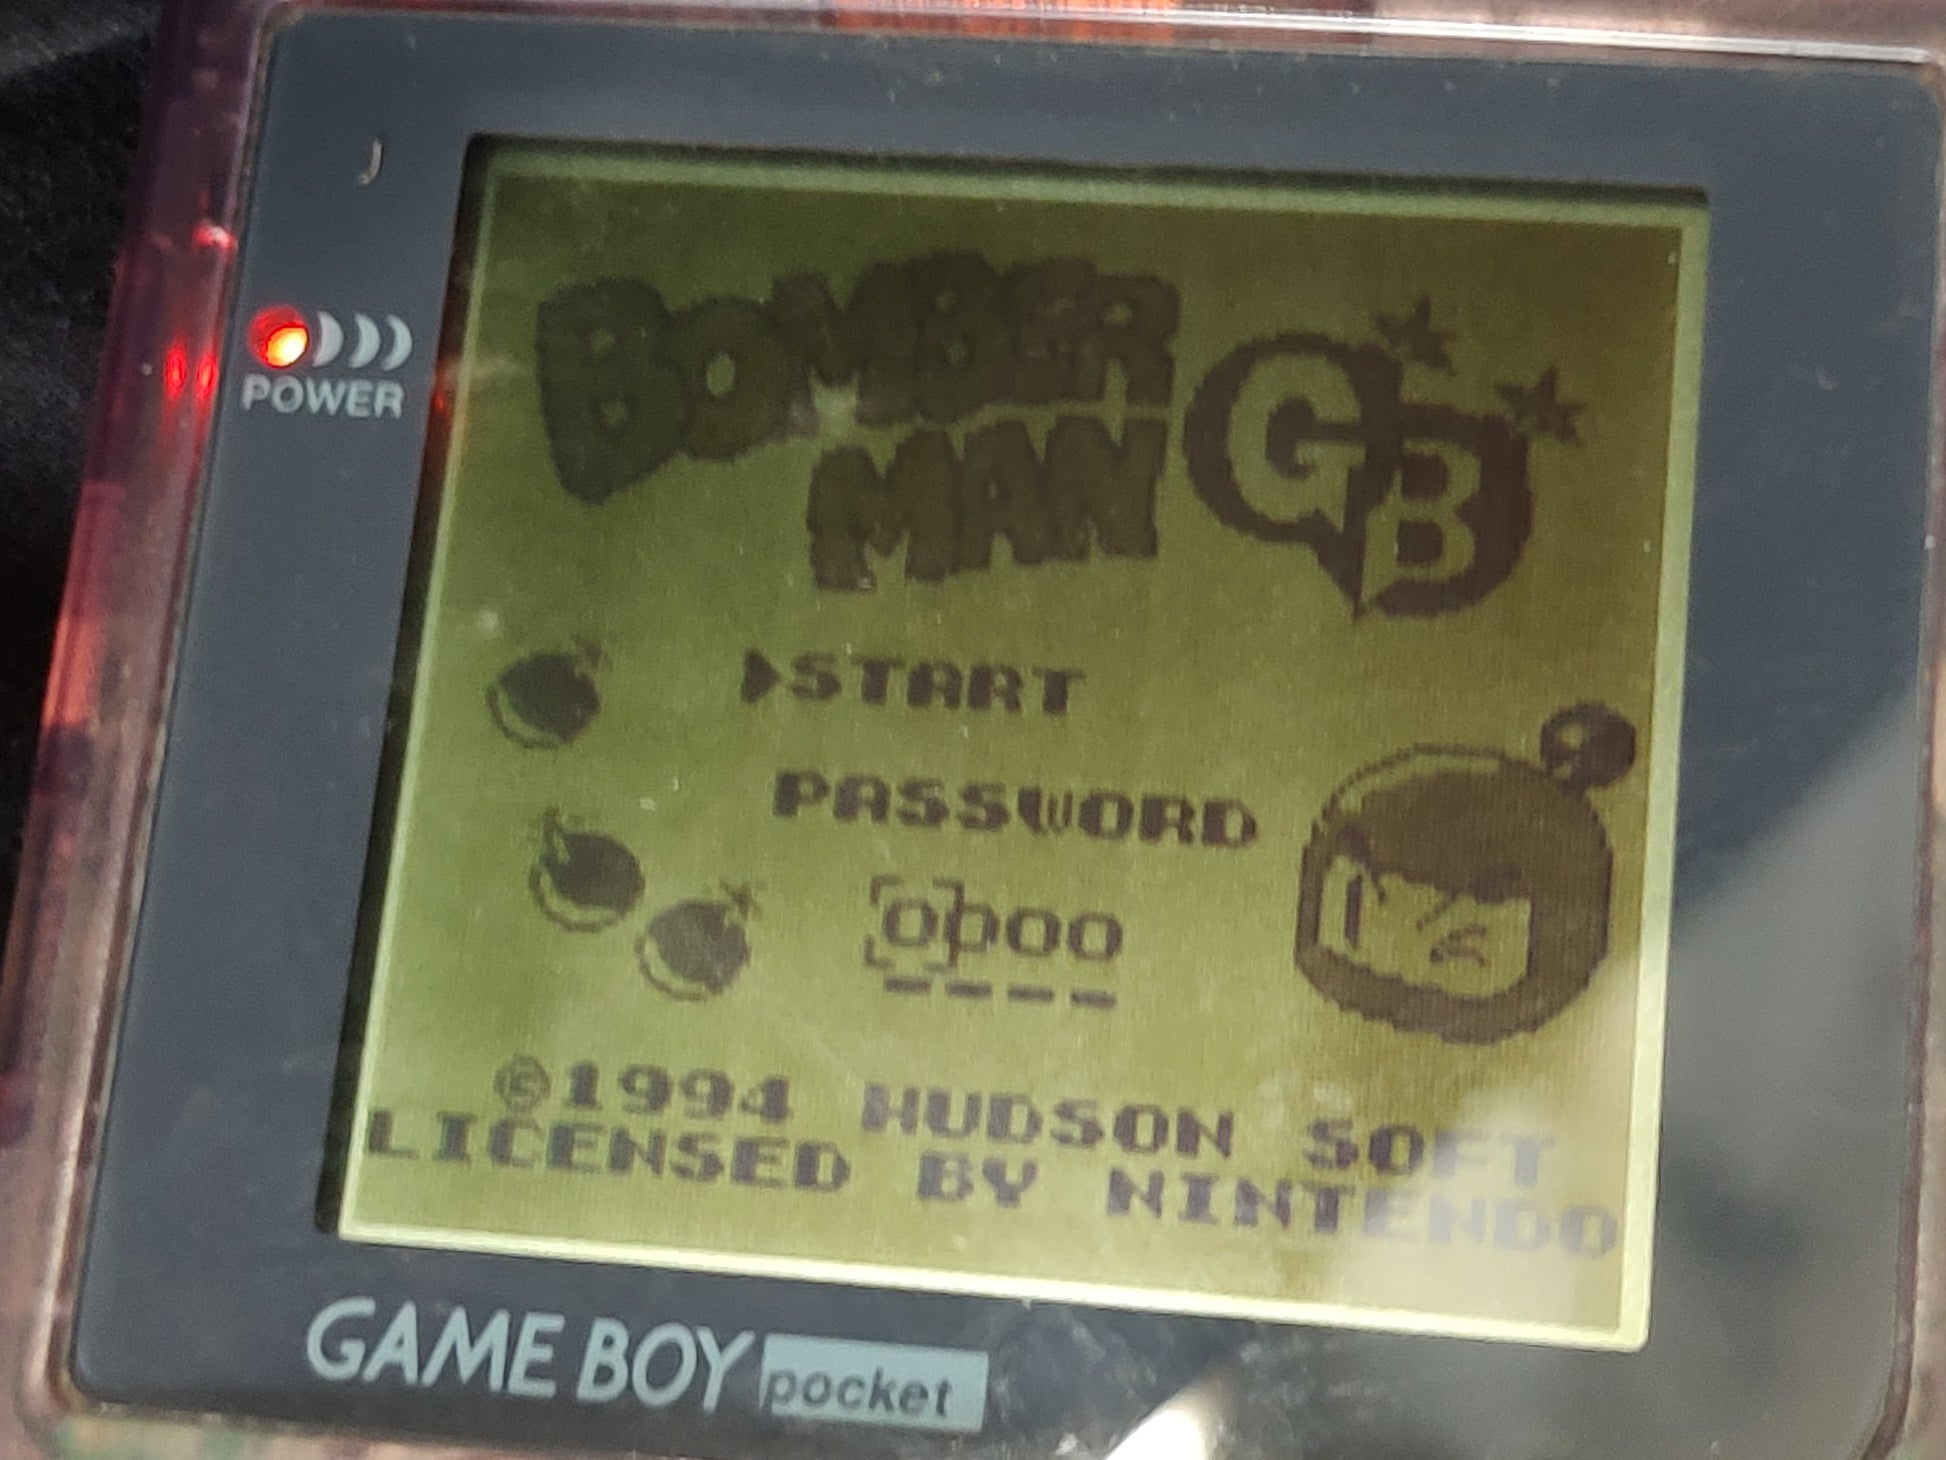 POWER
BOMBER
MAN
GB
START
PASSWORD
0000
©1994 HUDSON SOFT
LICENSED BY NINTENDO
GAME BOY pocket